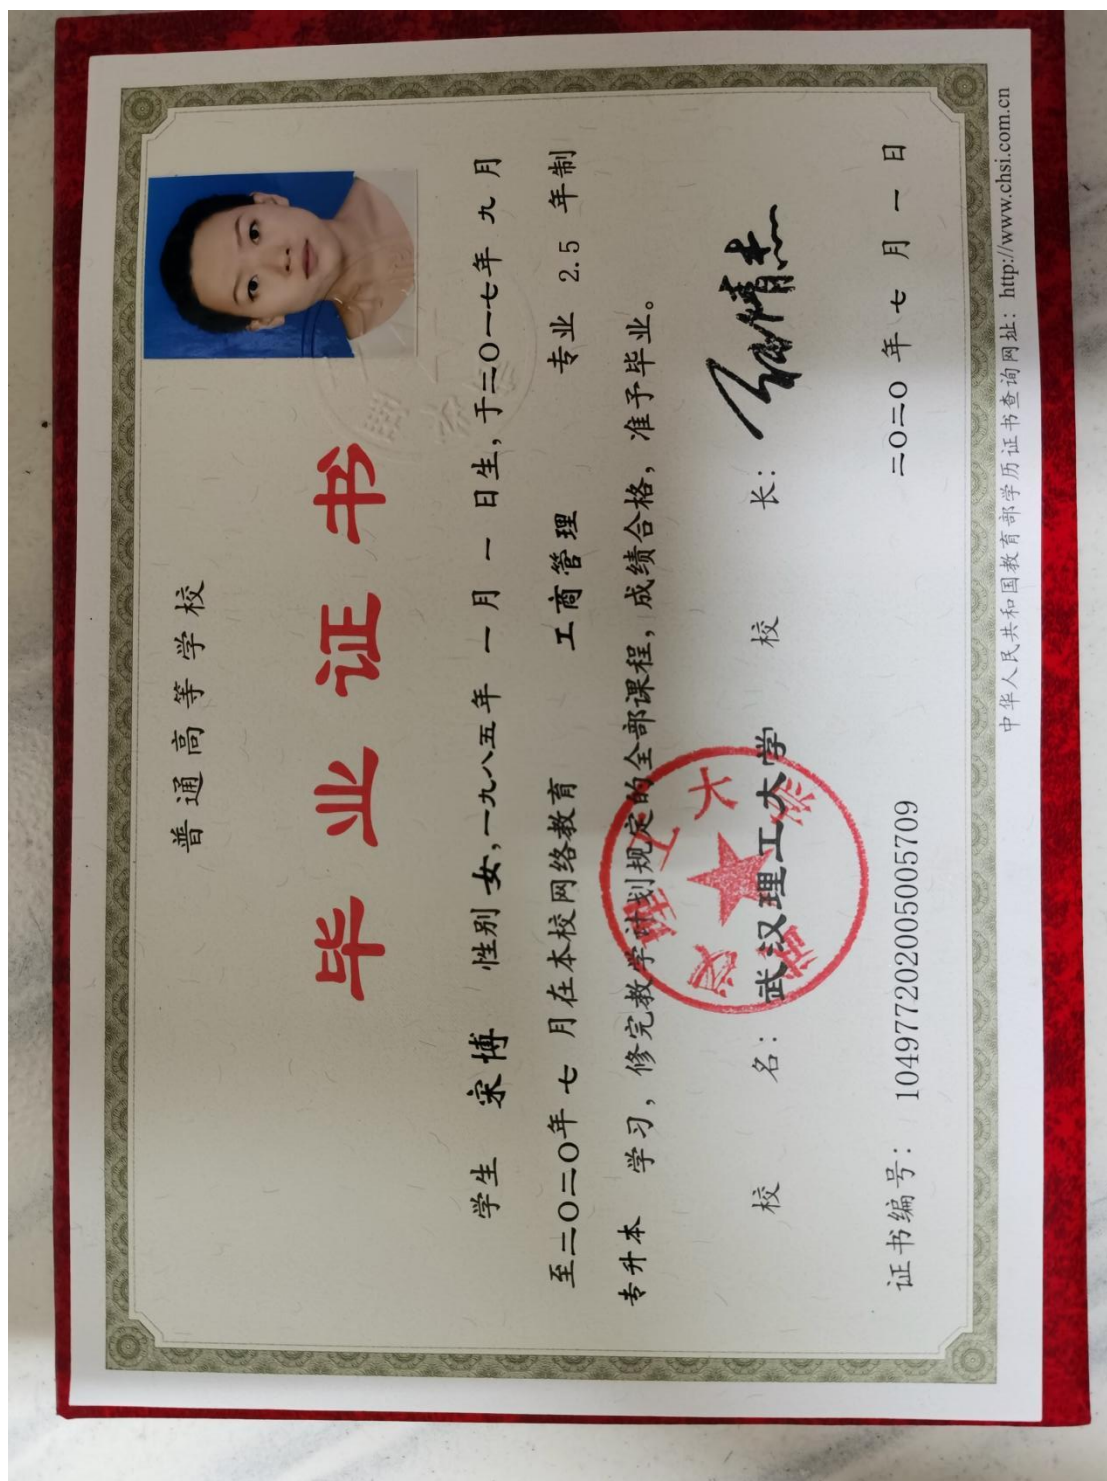 普通高等学校
毕业证书
学生 宋博 性别 女,一九八五年 一 月 一 日生,于二〇一七年 九 月
至二〇二〇年 七 月在本校网络教育 工商管理 专业 2.5 年制
专升本 学习,修完教学计划规定的全部课程,成绩合格,准予毕业。
校 名: 武汉理工大学 校 长:
武汉理工大学
证书编号: 104977202005005709 二〇二〇 年 七 月 一 日
中华人民共和国教育部学历证书查询网址: http://www.chsi.com.cn